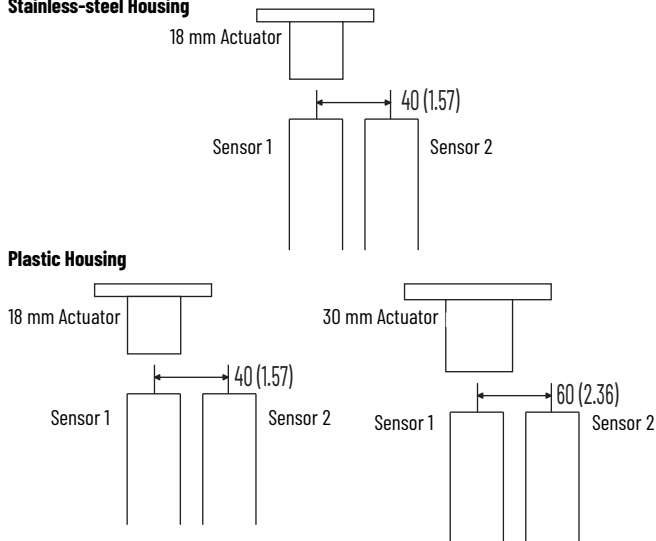 Stainless-steel Housing
18 mm Actuator
40 (1.57)
Sensor 1
Sensor 2
Plastic Housing
18 mm Actuator
40 (1.57)
Sensor 1
Sensor 2
30 mm Actuator
60 (2.36)
Sensor 1
Sensor 2